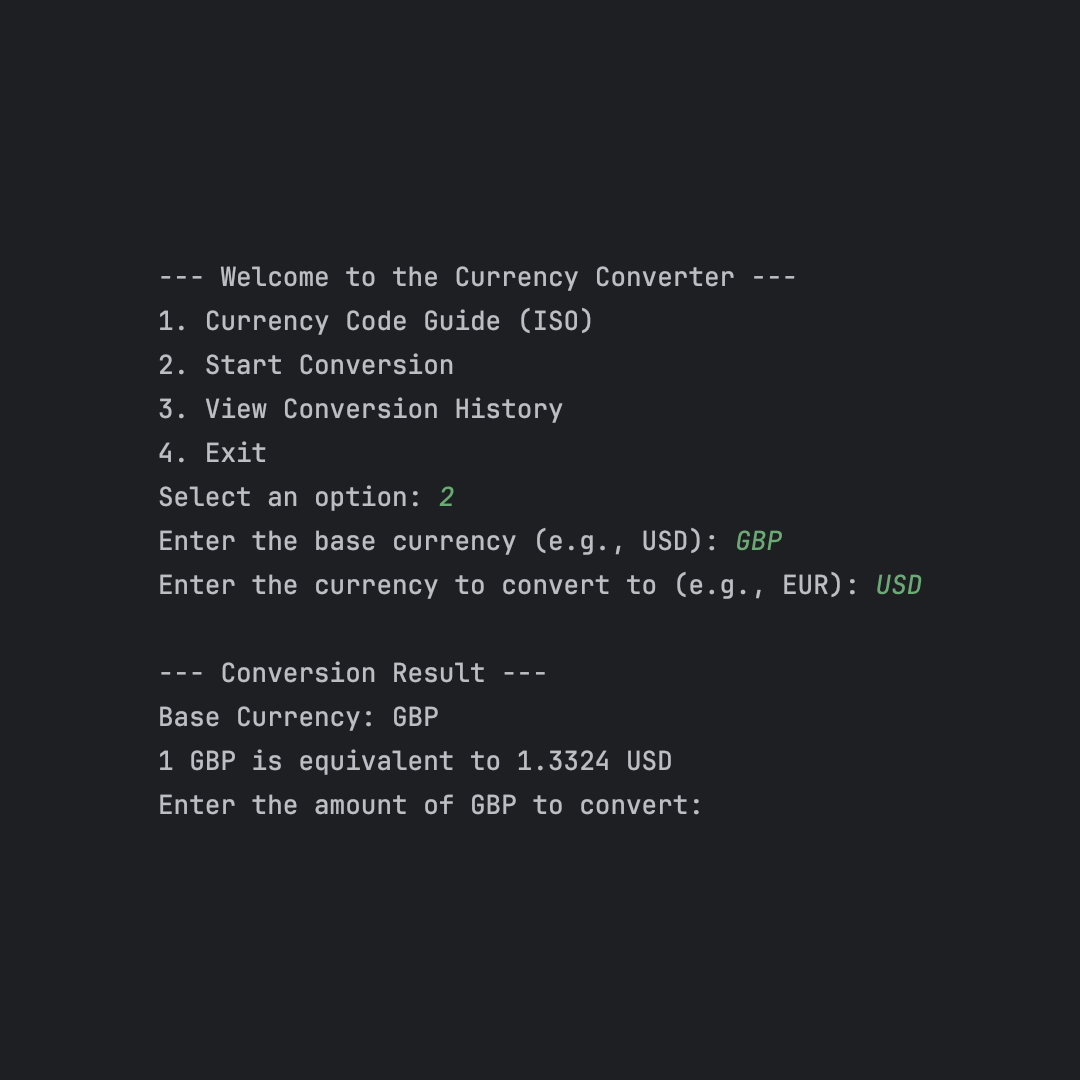 --- Welcome to the Currency Converter ---
1. Currency Code Guide (ISO)
2. Start Conversion
3. View Conversion History
4. Exit
Select an option: 2
Enter the base currency (e.g., USD): GBP
Enter the currency to convert to (e.g., EUR): USD
--- Conversion Result ---
Base Currency: GBP
1 GBP is equivalent to 1.3324 USD
Enter the amount of GBP to convert: